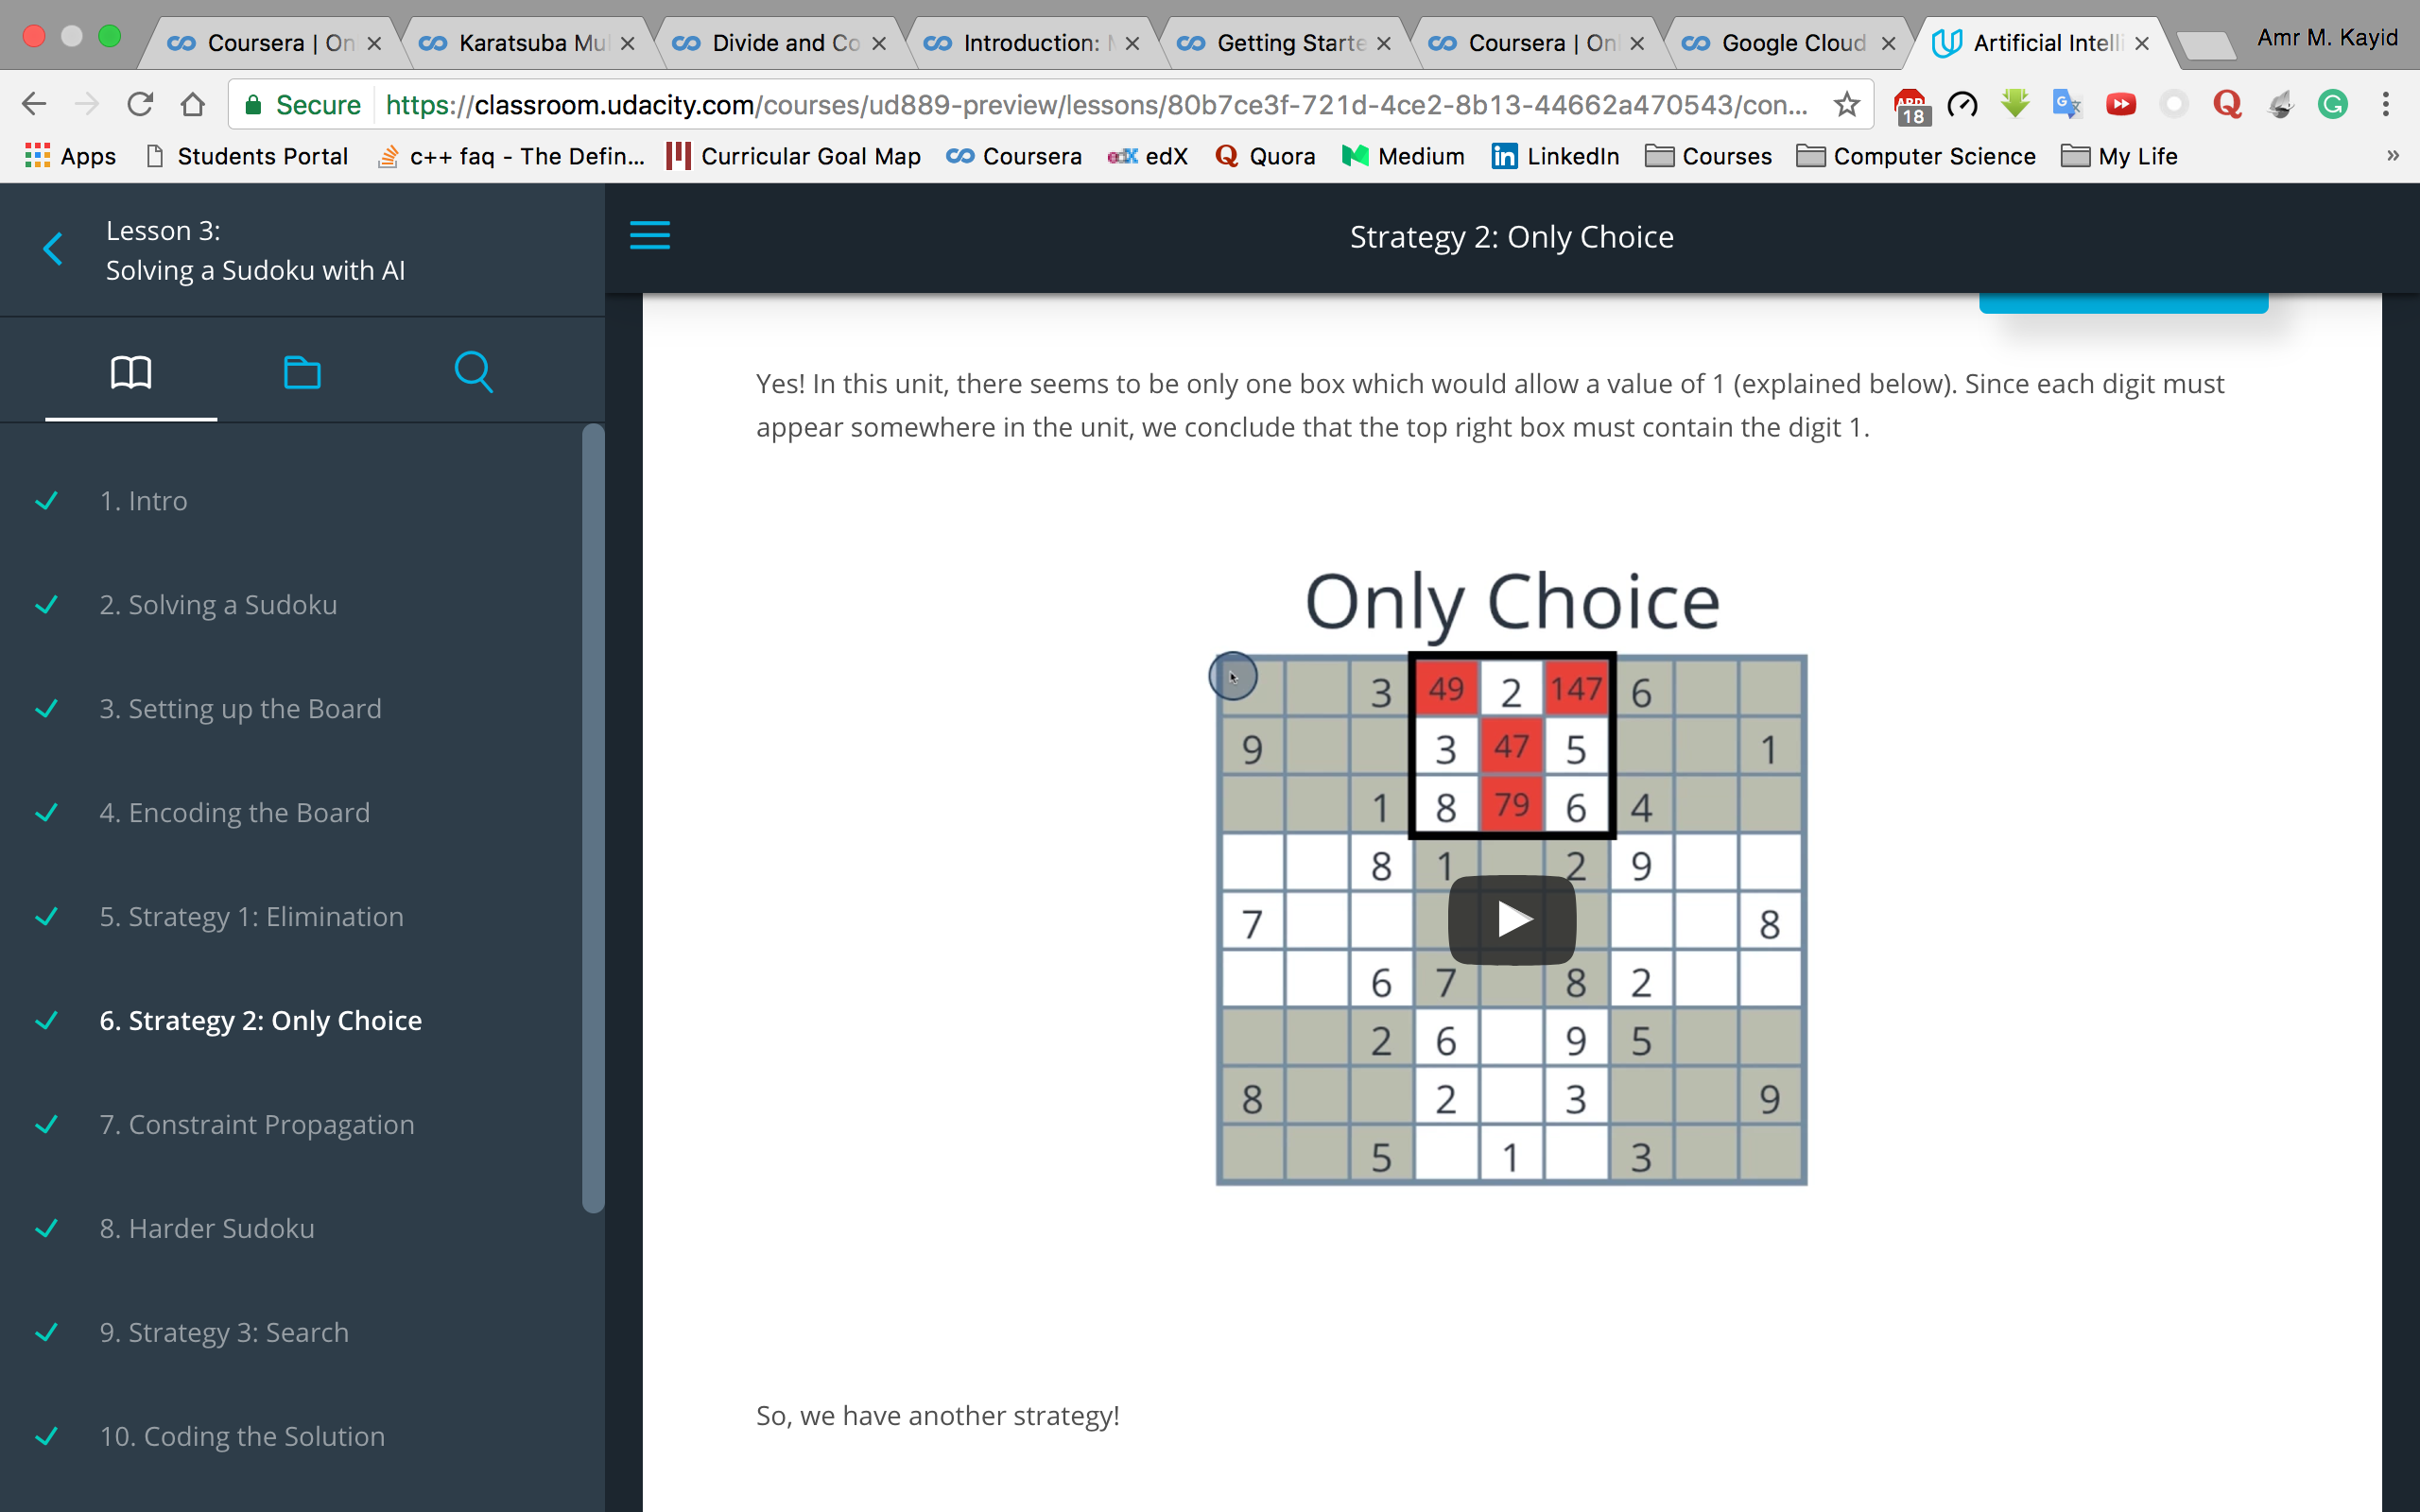 Coursera | On
Karatsuba Mul
Divide and Co
Introduction:
Getting Starte
Coursera | Onl
Google Cloud
Artificial Intelli
Amr M. Kayid
Secure https://classroom.udacity.com/courses/ud889-preview/lessons/80b7ce3f-721d-4ce2-8b13-44662a470543/con...
ABP
18
Apps
Students Portal
c++ faq - The Defin...
Curricular Goal Map
Coursera
edX
Quora
Medium
LinkedIn
Courses
Computer Science
My Life
»
Lesson 3:
Solving a Sudoku with AI
1. Intro
2. Solving a Sudoku
3. Setting up the Board
4. Encoding the Board
5. Strategy 1: Elimination
6. Strategy 2: Only Choice
7. Constraint Propagation
8. Harder Sudoku
9. Strategy 3: Search
10. Coding the Solution
Strategy 2: Only Choice
Yes! In this unit, there seems to be only one box which would allow a value of 1 (explained below). Since each digit must
appear somewhere in the unit, we conclude that the top right box must contain the digit 1.
Only Choice
3 49 2 147 6
9 3 47 5 1
1 8 79 6 4
8 1 2 9
7 8
6 7 8 2
2 6 9 5
8 2 3 9
5 1 3
So, we have another strategy!